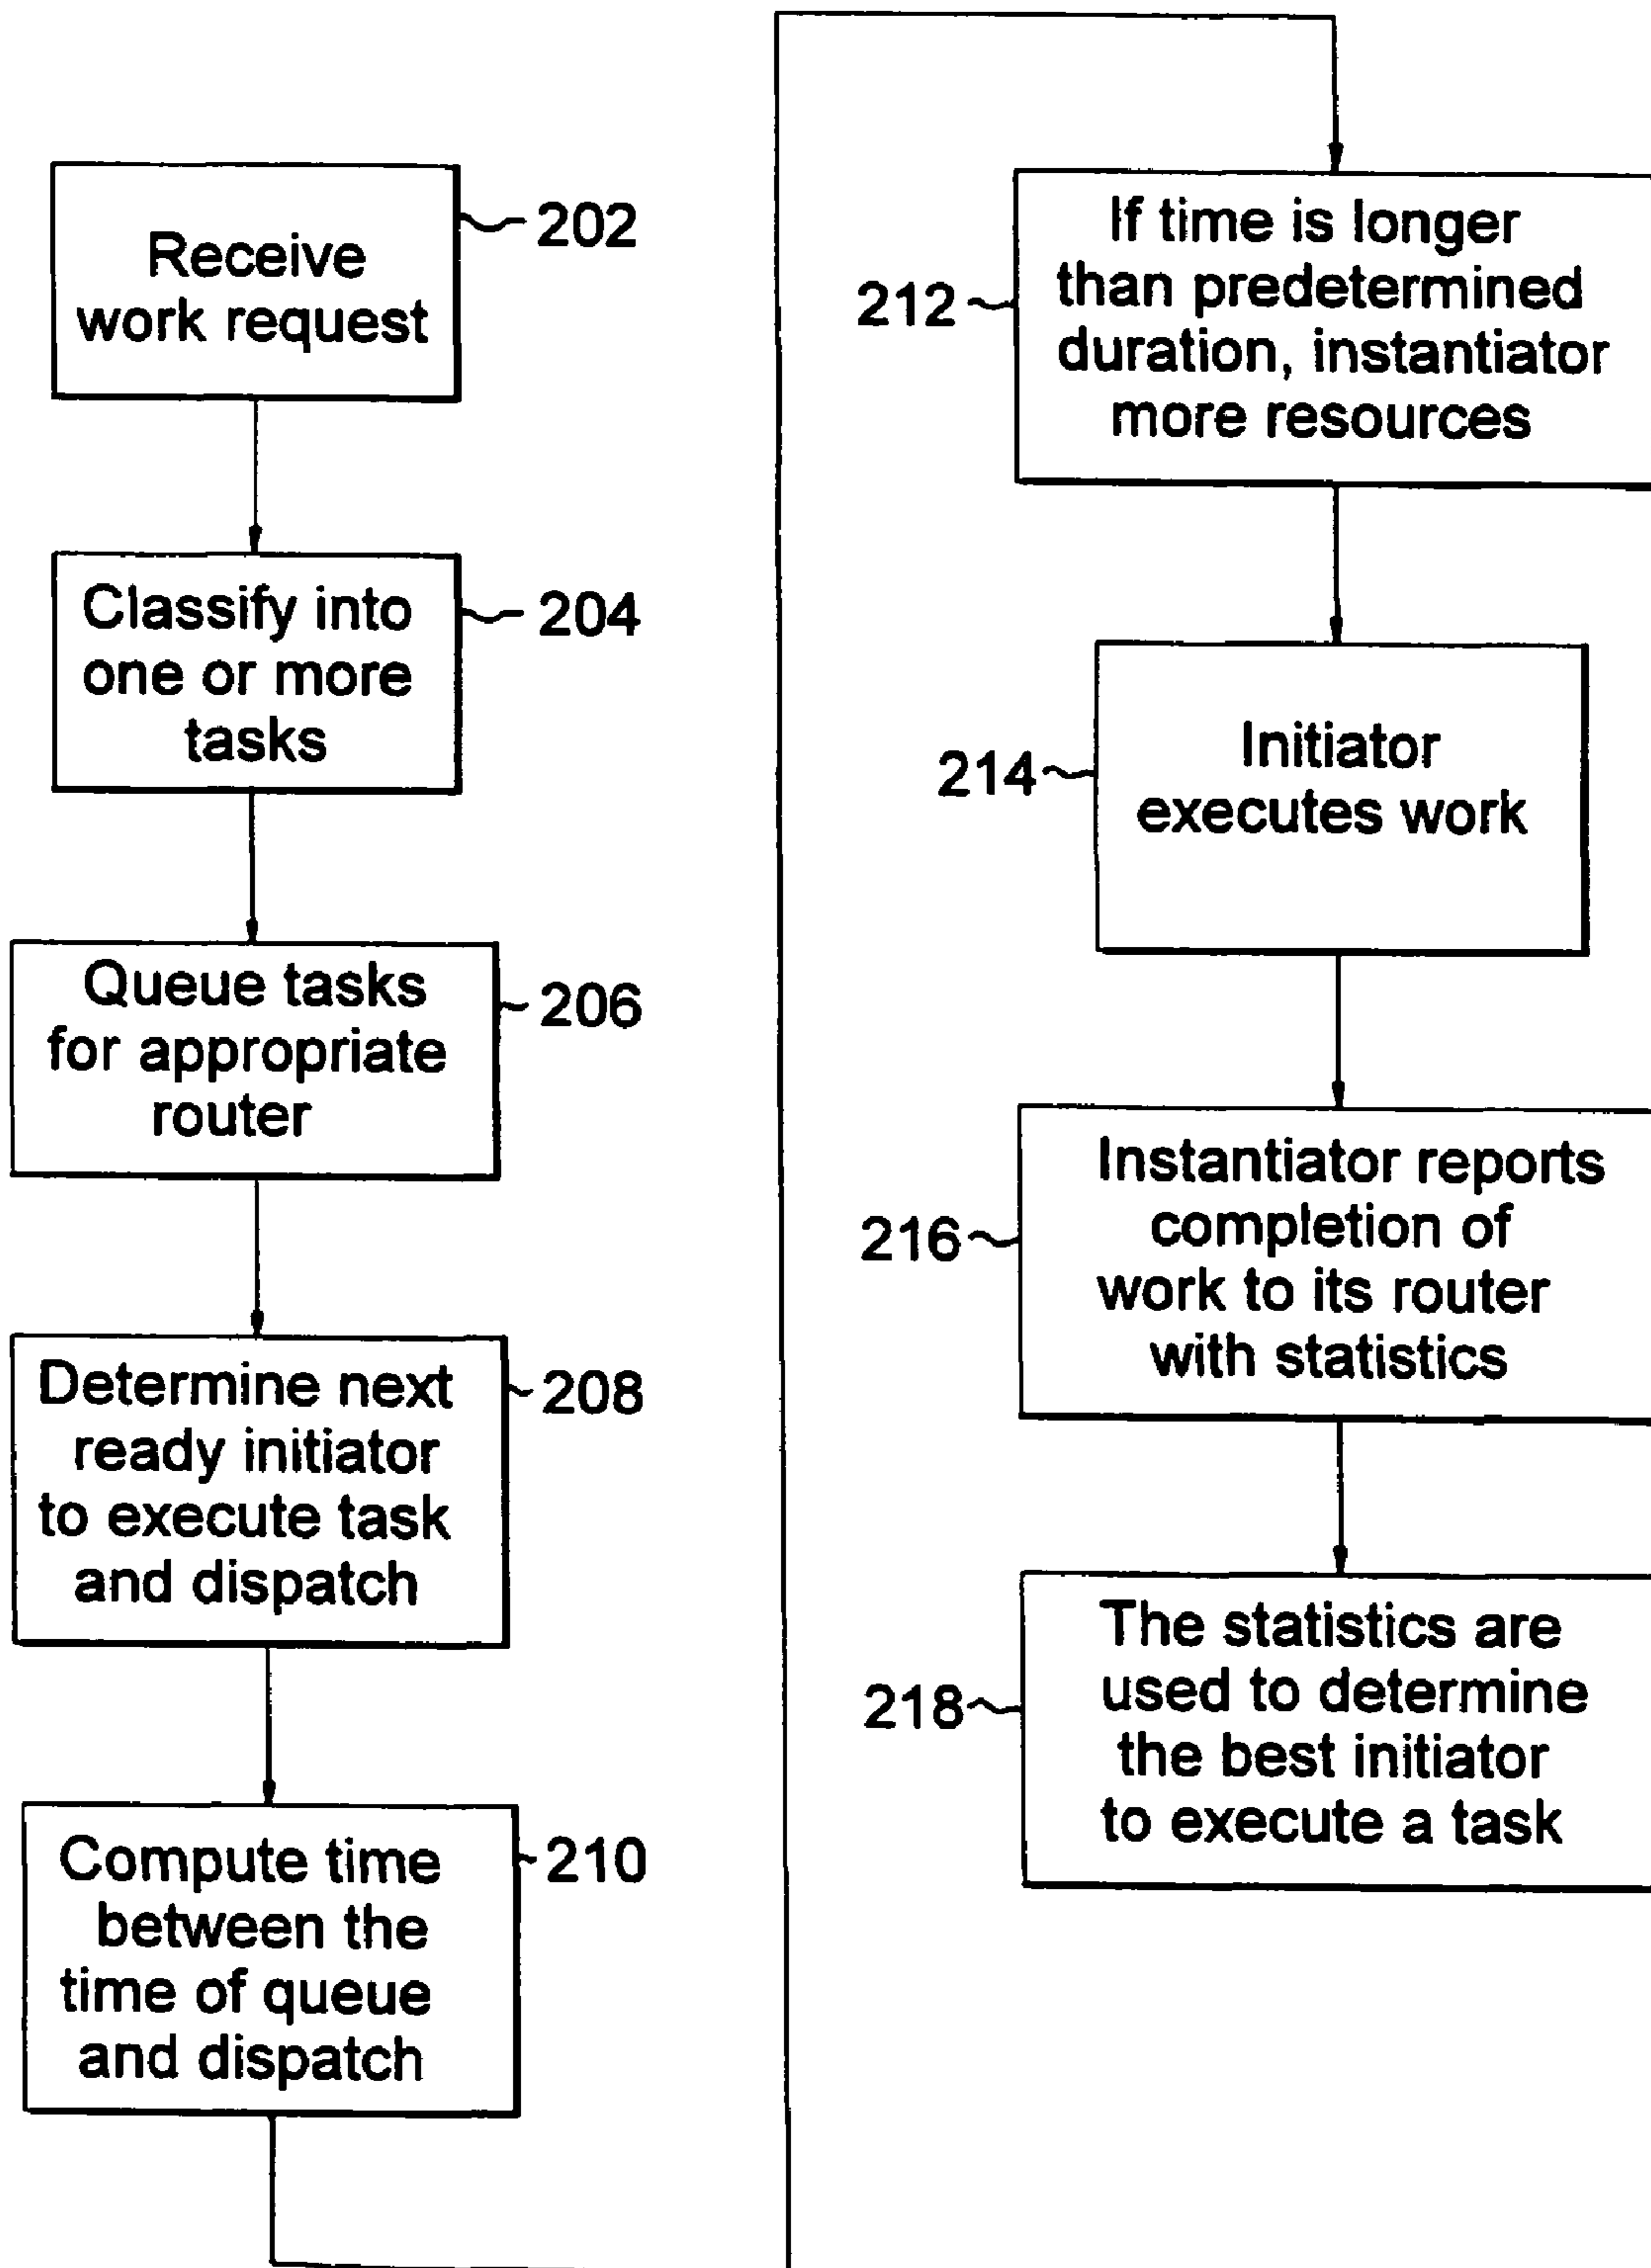 Receive
work request
202
Classify into
one or more
tasks
204
Queue tasks
for appropriate
router
206
Determine next
ready initiator
to execute task
and dispatch
208
Compute time
between the
time of queue
and dispatch
210
If time is longer
than predetermined
duration, instantiator
more resources
212
Initiator
executes work
214
Instantiator reports
completion of
work to its router
with statistics
216
The statistics are
used to determine
the best initiator
to execute a task
218